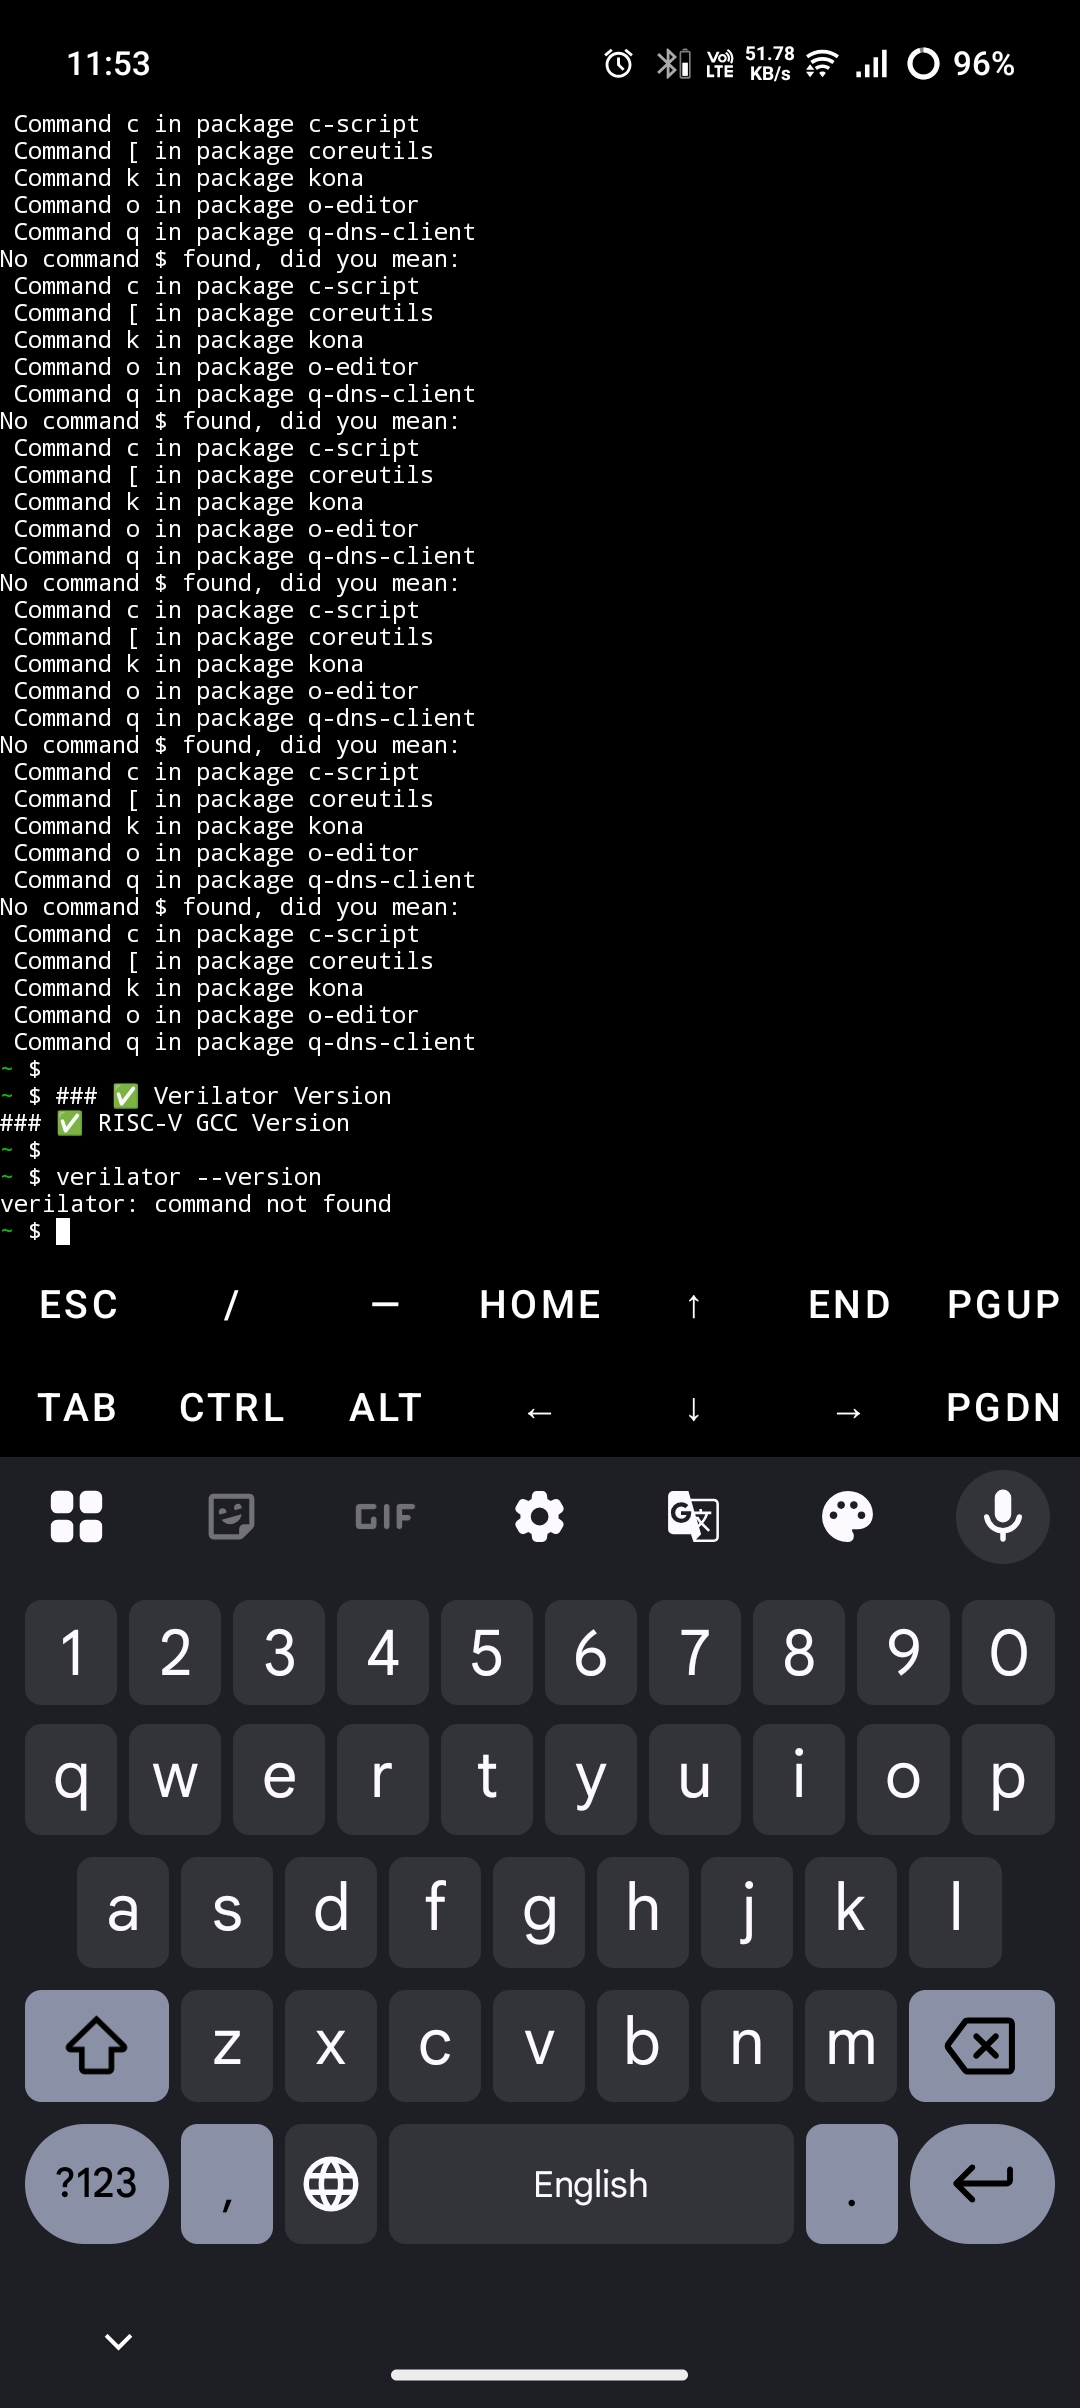 11:53
Vo) LTE 51.78 KB/s 96%
Command c in package c-script
Command [ in package coreutils
Command k in package kona
Command o in package o-editor
Command q in package q-dns-client
No command $ found, did you mean:
Command c in package c-script
Command [ in package coreutils
Command k in package kona
Command o in package o-editor
Command q in package q-dns-client
No command $ found, did you mean:
Command c in package c-script
Command [ in package coreutils
Command k in package kona
Command o in package o-editor
Command q in package q-dns-client
No command $ found, did you mean:
Command c in package c-script
Command [ in package coreutils
Command k in package kona
Command o in package o-editor
Command q in package q-dns-client
No command $ found, did you mean:
Command c in package c-script
Command [ in package coreutils
Command k in package kona
Command o in package o-editor
Command q in package q-dns-client
No command $ found, did you mean:
Command c in package c-script
Command [ in package coreutils
Command k in package kona
Command o in package o-editor
Command q in package q-dns-client
~ $
~ $ ### ✅ Verilator Version
### ✅ RISC-V GCC Version
~ $
~ $ verilator --version
verilator: command not found
~ $
ESC / — HOME ↑ END PGUP
TAB CTRL ALT ← ↓ → PGDN
GIF G文
1 2 3 4 5 6 7 8 9 0
q w e r t y u i o p
a s d f g h j k l
z x c v b n m
?123 , English .